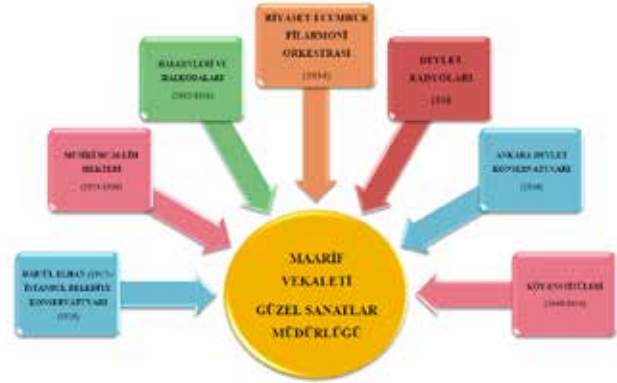 RİYASET-İ CUMHUR
FİLARMONİ
ORKESTRASI
HALKEVLERİ VE
HALKODALARI
DEVLET
RADYOLARI
MUSİKİ MUALLİM
MEKTEBİ
ANKARA DEVLET
KONSERVATUVARI
DARÜ'L ELHAN
İSTANBUL BELEDİYE
KONSERVATUVARI
KÖY ENSTİTÜLERİ
MAARİF
VEKALETİ
GÜZEL SANATLAR
MÜDÜRLÜĞÜ